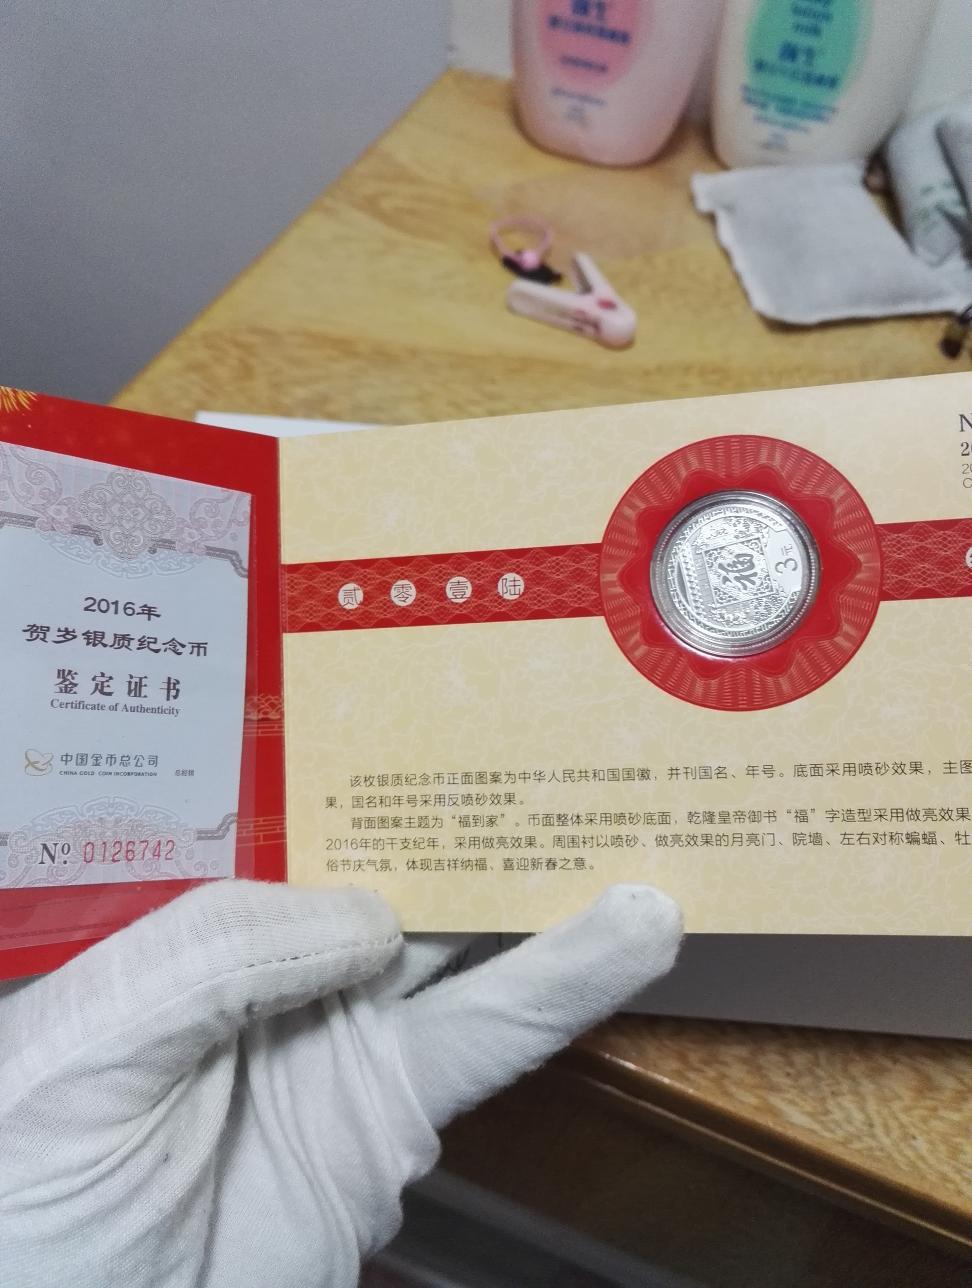 2016年
贺岁银质纪念币
鉴定证书
Certificate of Authenticity
中国金币总公司
CHINA GOLD COIN INCORPORATION
总经销
Nº 0126742
贰零壹陆
福
3元
N
该枚银质纪念币正面图案为中华人民共和国国徽，并刊国名、年号。底面采用喷砂效果，主图
果，国名和年号采用反喷砂效果。
背面图案主题为“福到家”。币面整体采用喷砂底面，乾隆皇帝御书“福”字造型采用做亮效果
2016年的干支纪年，采用做亮效果。周围衬以喷砂、做亮效果的月亮门、院墙、左右对称蝙蝠、牡
俗节庆气氛，体现吉祥纳福、喜迎新春之意。